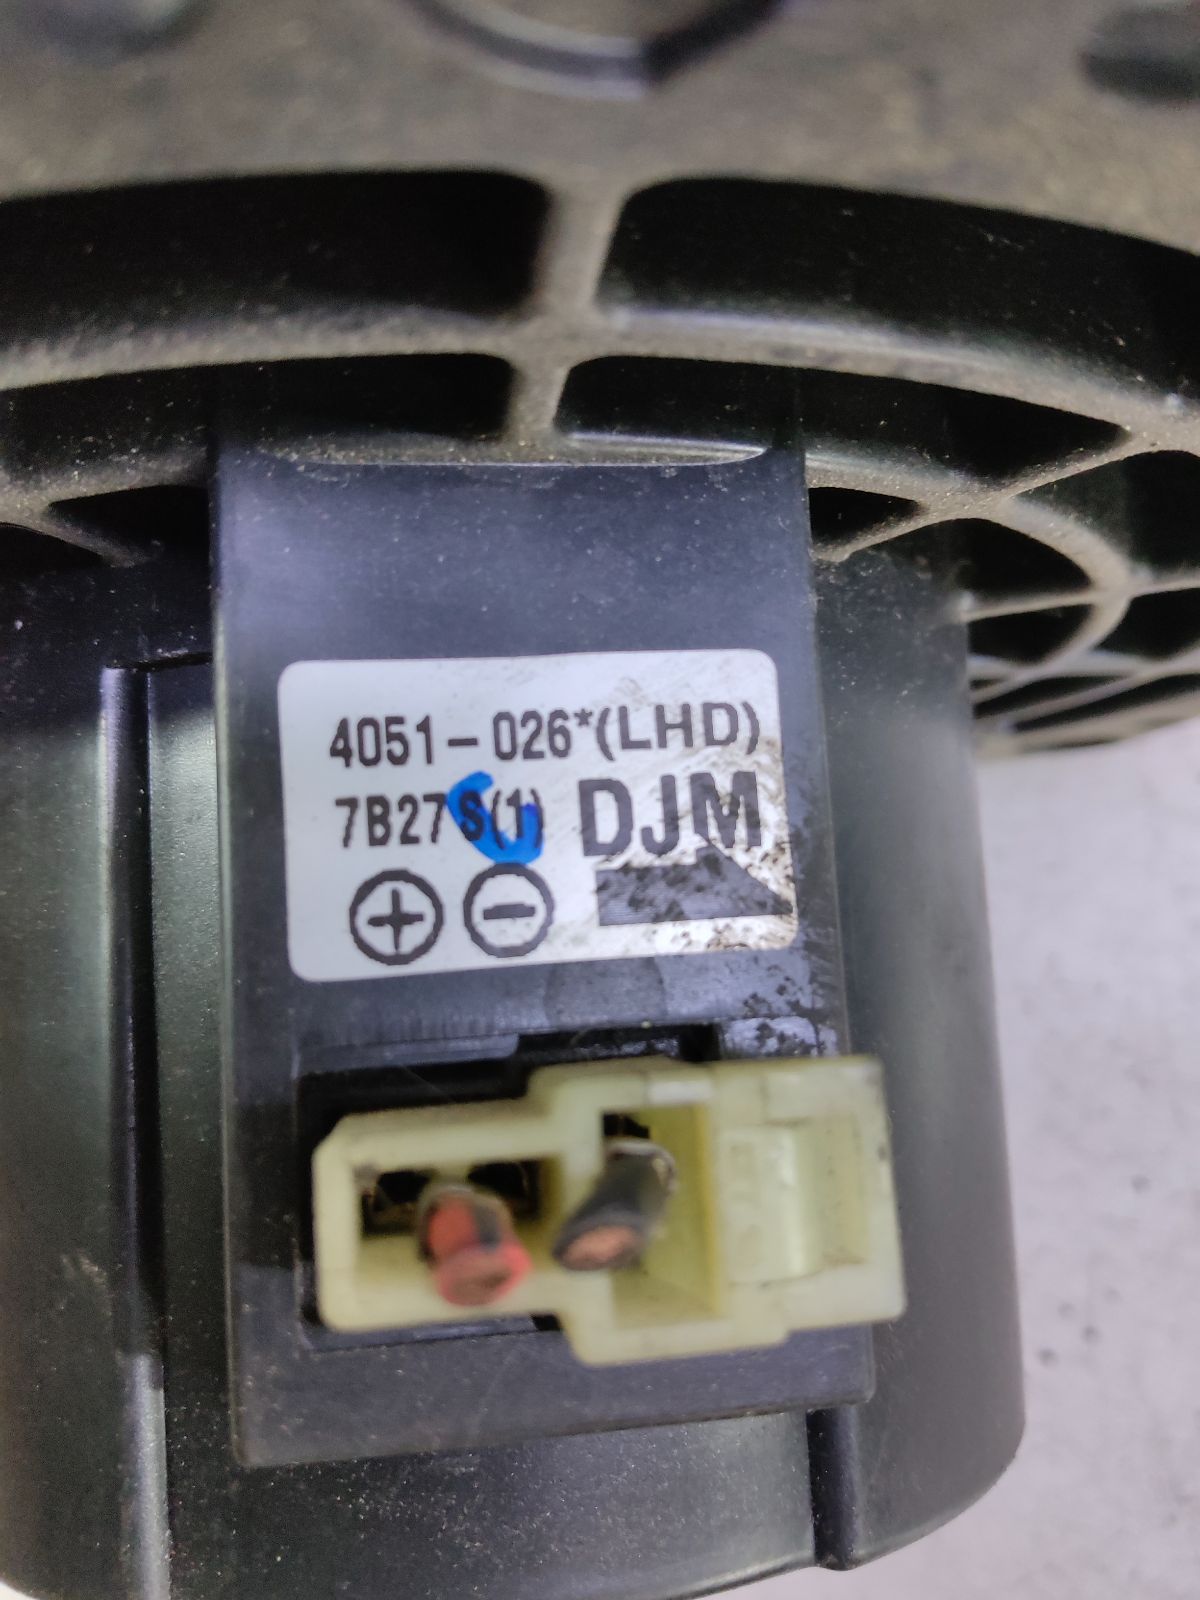 4051-026*(LHD)
7B27S(1) DJM
⊕ ⊖